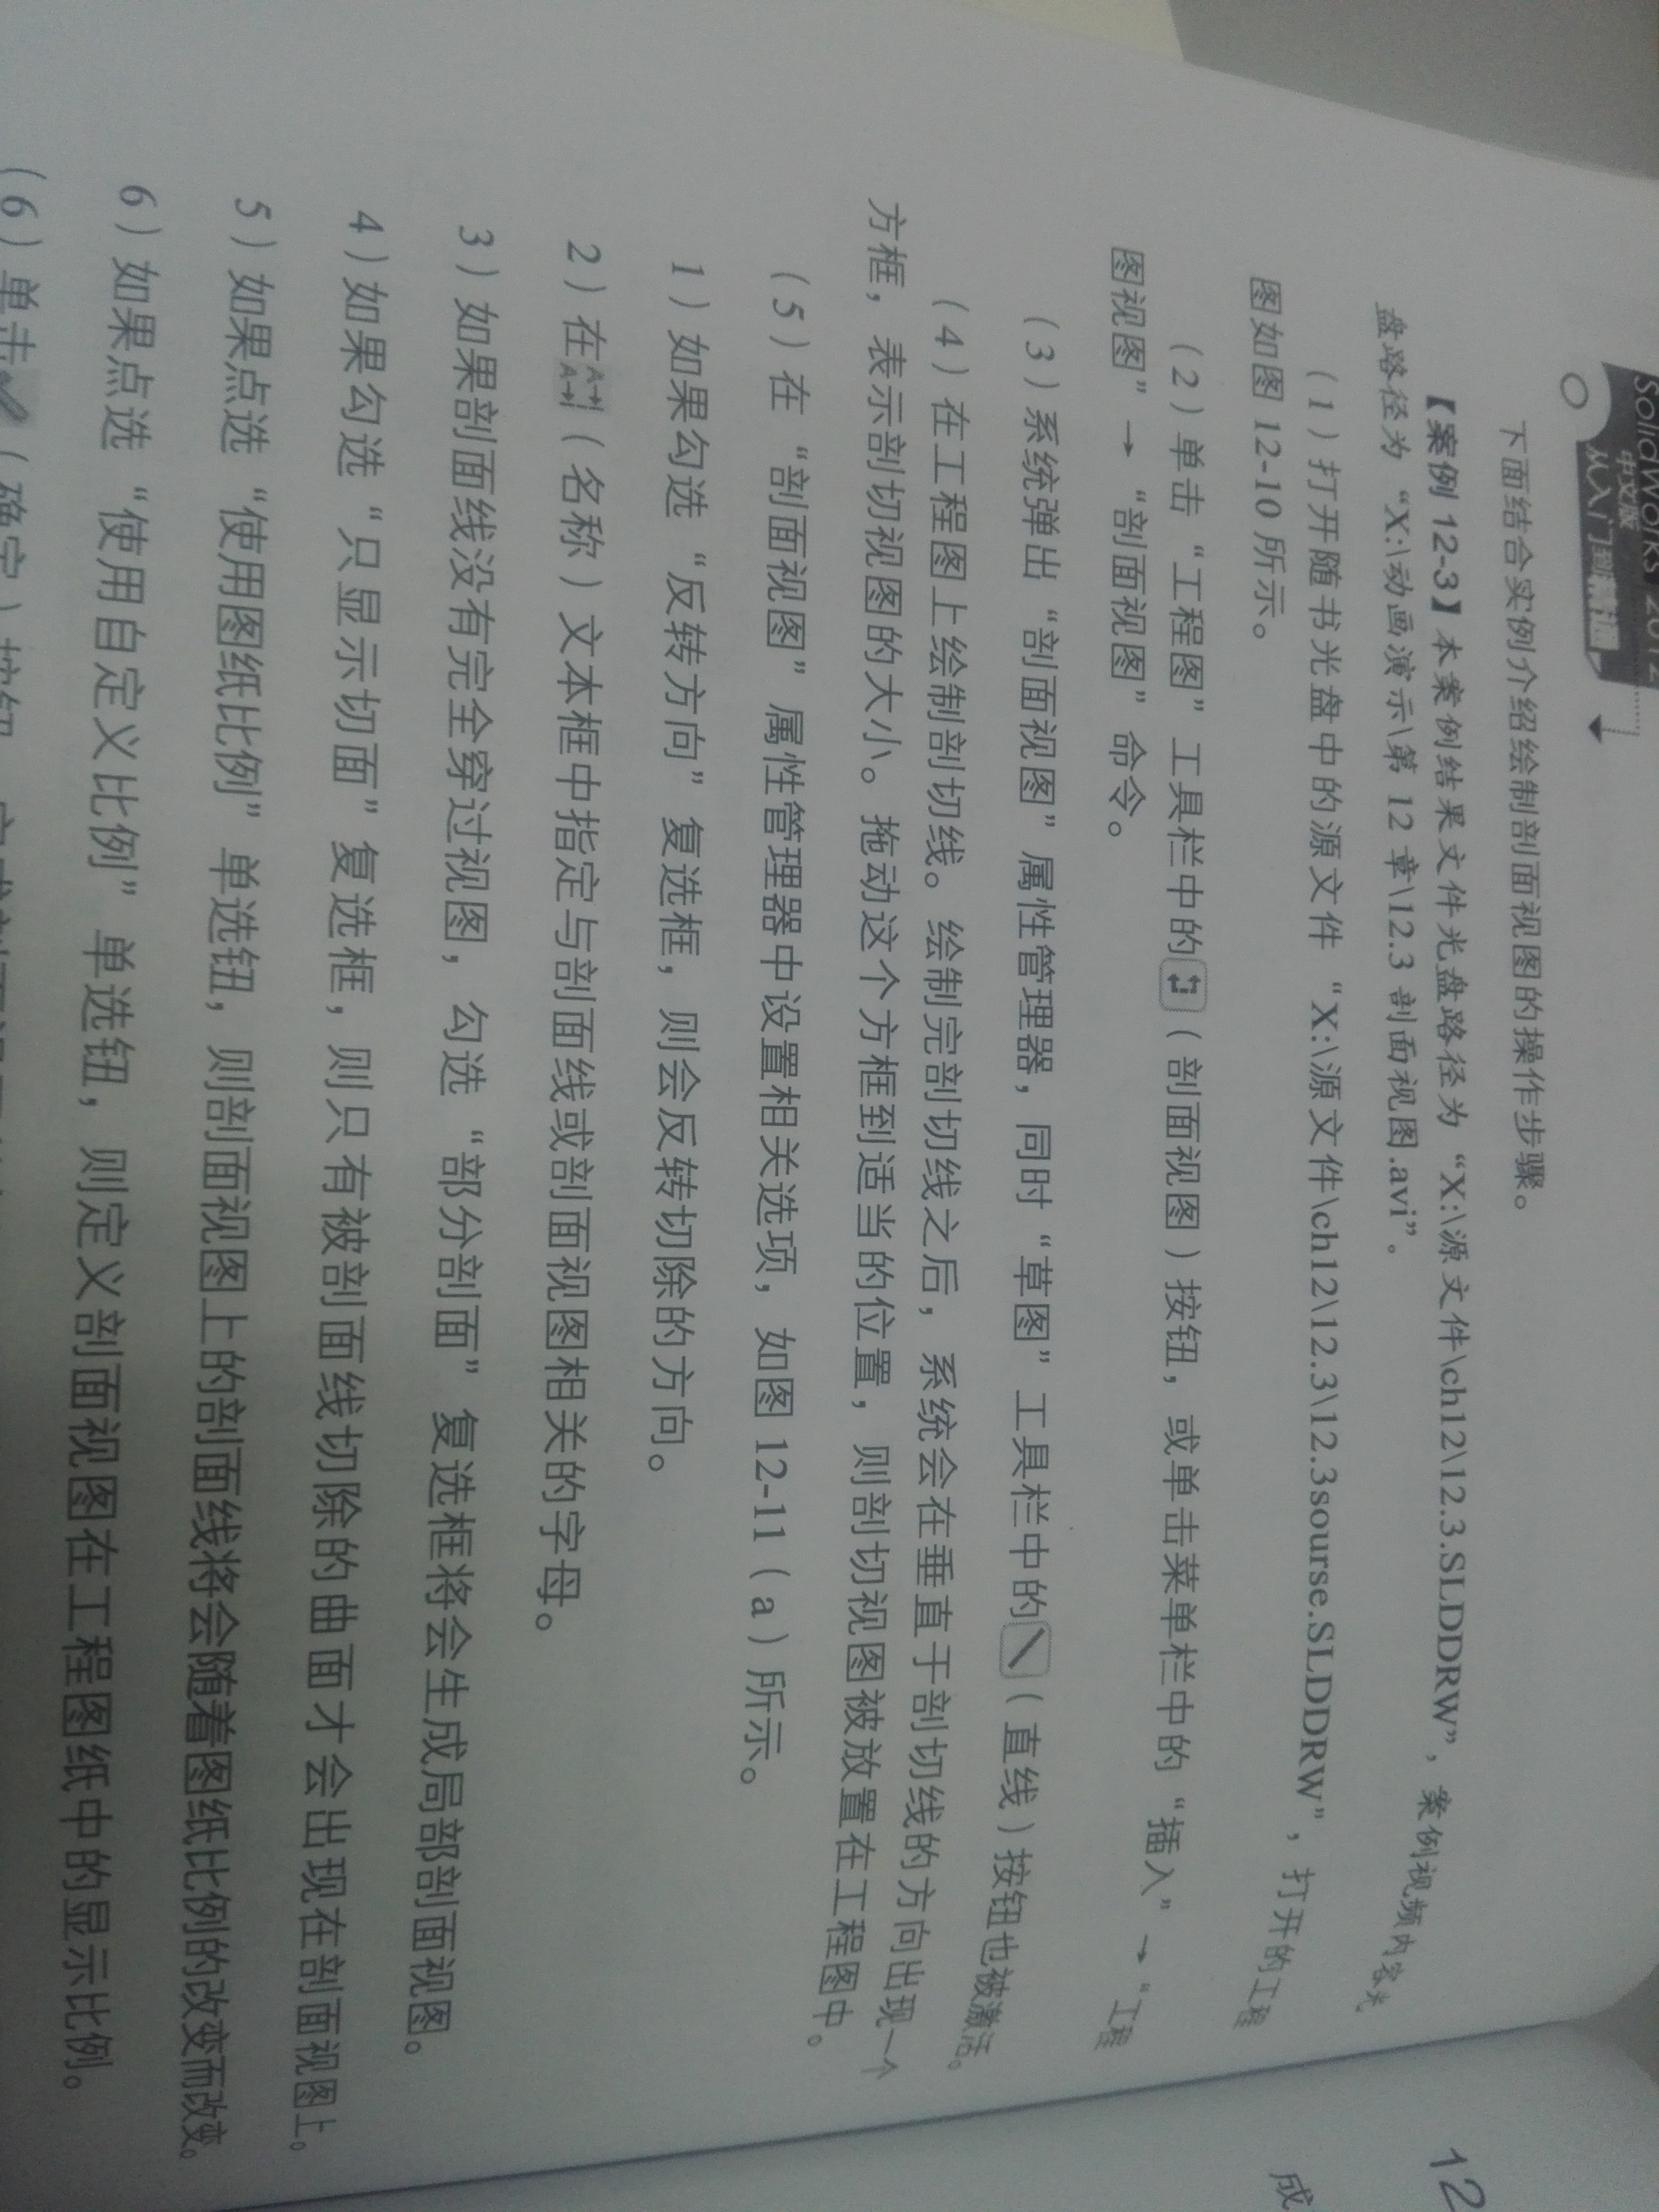 SolidWorks 2012
中文版
从入门到精通
下面结合实例介绍绘制剖面视图的操作步骤。
【案例 12-3】本案例结果文件光盘路径为“X:\源文件\ch12\12.3.SLDDRW”，案例视频内容光
盘路径为“X:\动画演示\第 12 章\12.3 剖面视图.avi”。
（1）打开随书光盘中的源文件“X:\源文件\ch12\12.3\12.3sourse.SLDDRW”，打开的工程
图如图 12-10 所示。
（2）单击“工程图”工具栏中的（剖面视图）按钮，或单击菜单栏中的“插入”→“工程
图视图”→“剖面视图”命令。
（3）系统弹出“剖面视图”属性管理器，同时“草图”工具栏中的（直线）按钮也被激活。
（4）在工程图上绘制剖切线。绘制完剖切线之后，系统会在垂直于剖切线的方向出现一个
方框，表示剖切视图的大小。拖动这个方框到适当的位置，则剖切视图被放置在工程图中。
（5）在“剖面视图”属性管理器中设置相关选项，如图 12-11（a）所示。
1）如果勾选“反转方向”复选框，则会反转切除的方向。
2）在（名称）文本框中指定与剖面线或剖面视图相关的字母。
3）如果剖面线没有完全穿过视图，勾选“部分剖面”复选框将会生成局部剖面视图。
4）如果勾选“只显示切面”复选框，则只有被剖面线切除的曲面才会出现在剖面视图上。
5）如果点选“使用图纸比例”单选钮，则剖面视图上的剖面线将会随着图纸比例的改变而改变。
6）如果点选“使用自定义比例”单选钮，则定义剖面视图在工程图纸中的显示比例。
（6）单击（确定）按钮
12
成